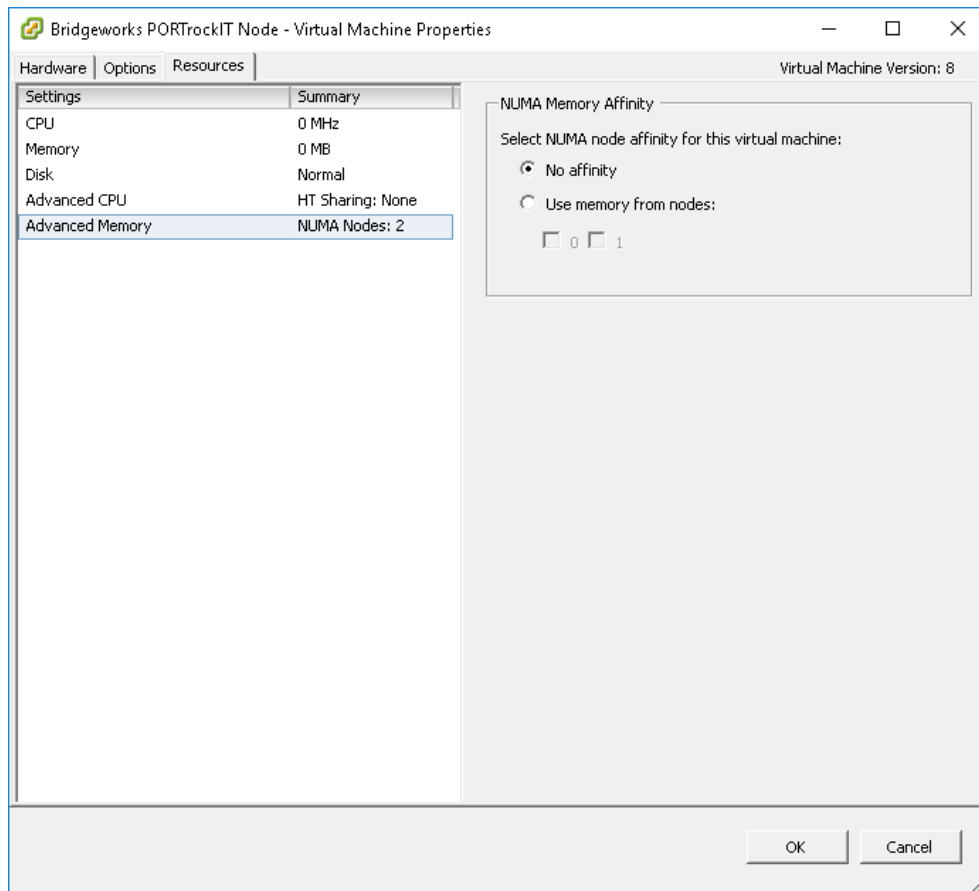 Bridgeworks PORTrockIT Node - Virtual Machine Properties
Hardware Options Resources Virtual Machine Version: 8
Settings Summary
CPU 0 MHz
Memory 0 MB
Disk Normal
Advanced CPU HT Sharing: None
Advanced Memory NUMA Nodes: 2
NUMA Memory Affinity
Select NUMA node affinity for this virtual machine:
No affinity
Use memory from nodes:
0 1
OK Cancel